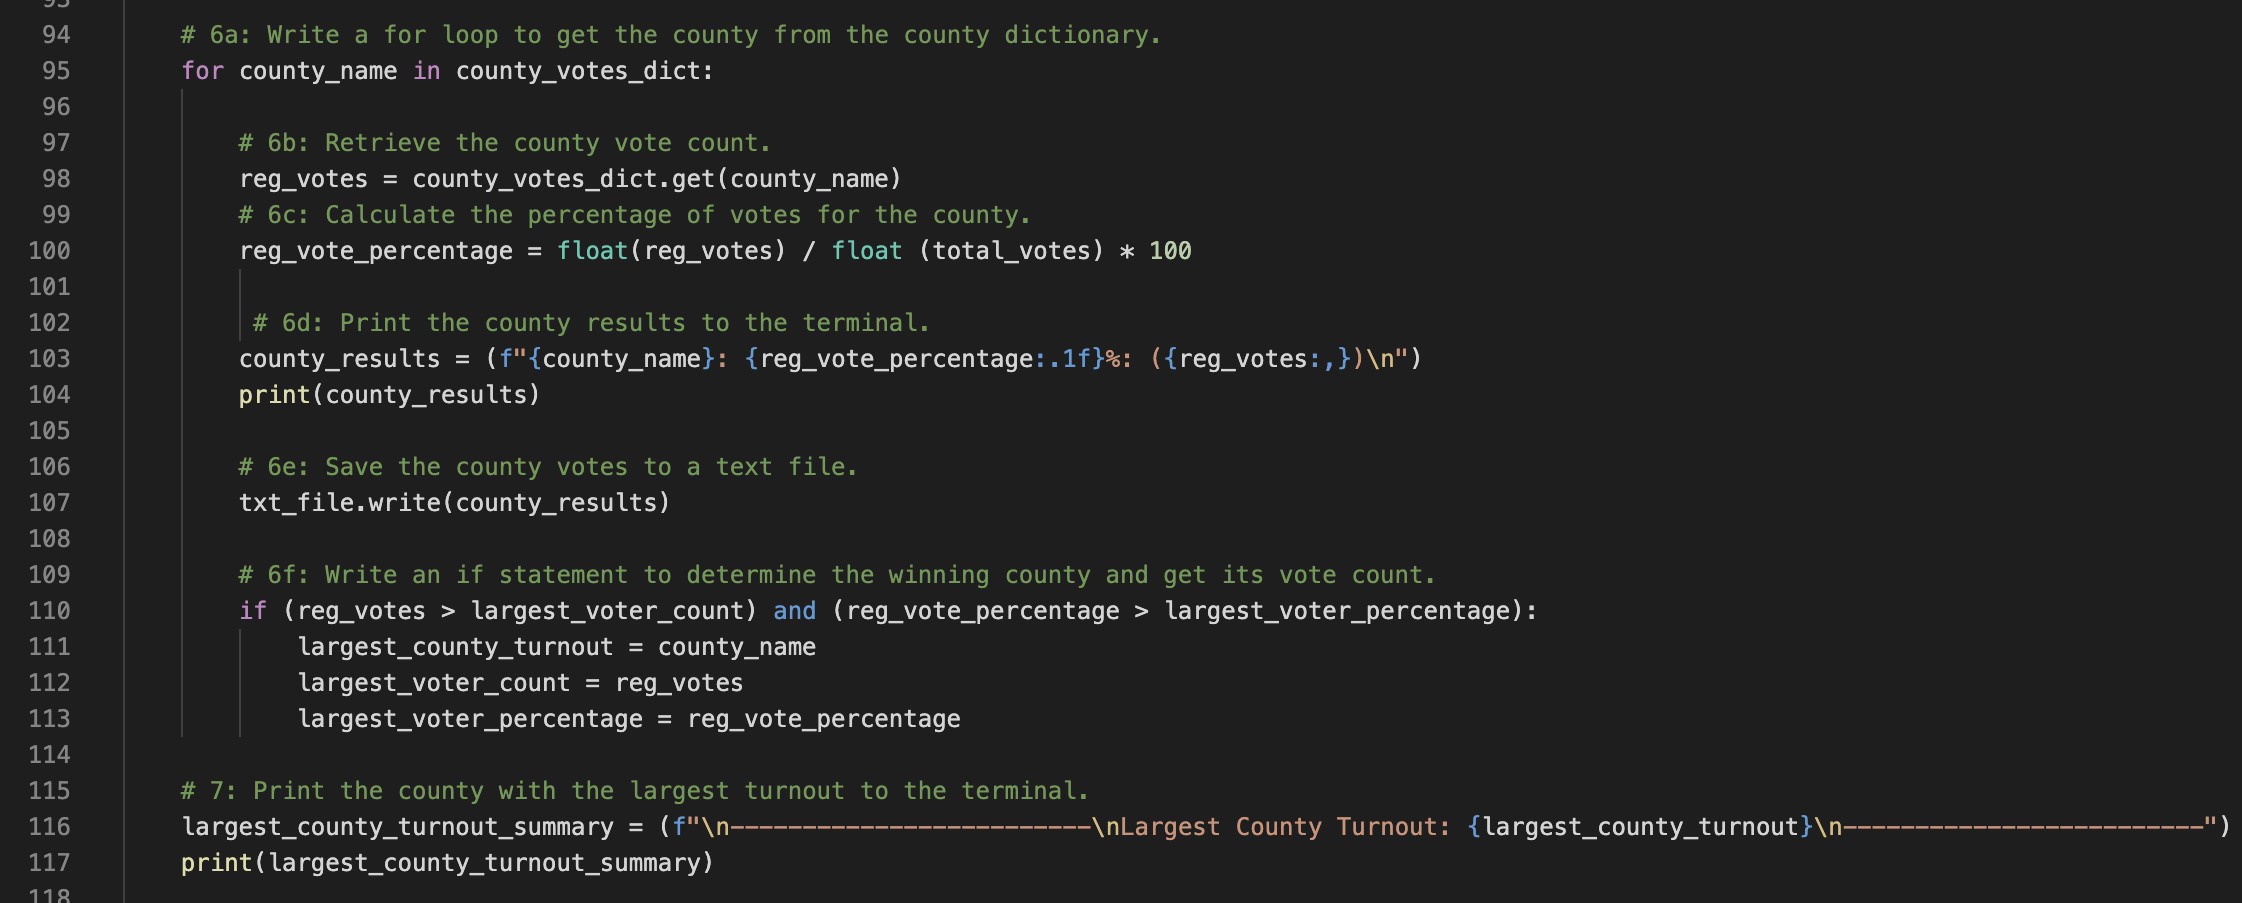 93
94 # 6a: Write a for loop to get the county from the county dictionary.
95 for county_name in county_votes_dict:
96
97 # 6b: Retrieve the county vote count.
98 reg_votes = county_votes_dict.get(county_name)
99 # 6c: Calculate the percentage of votes for the county.
100 reg_vote_percentage = float(reg_votes) / float (total_votes) * 100
101
102 # 6d: Print the county results to the terminal.
103 county_results = (f"{county_name}: {reg_vote_percentage:.1f}%: ({reg_votes:,})\n")
104 print(county_results)
105
106 # 6e: Save the county votes to a text file.
107 txt_file.write(county_results)
108
109 # 6f: Write an if statement to determine the winning county and get its vote count.
110 if (reg_votes > largest_voter_count) and (reg_vote_percentage > largest_voter_percentage):
111 largest_county_turnout = county_name
112 largest_voter_count = reg_votes
113 largest_voter_percentage = reg_vote_percentage
114
115 # 7: Print the county with the largest turnout to the terminal.
116 largest_county_turnout_summary = (f"\n-------------------------\nLargest County Turnout: {largest_county_turnout}\n-------------------------")
117 print(largest_county_turnout_summary)
118